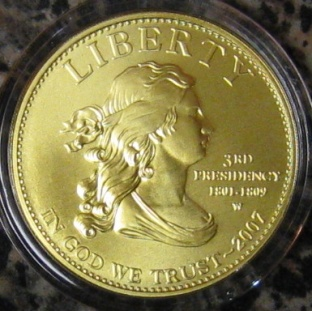 LIBERTY
3RD
PRESIDENCY
1801-1809
W
IN GOD WE TRUST~2007